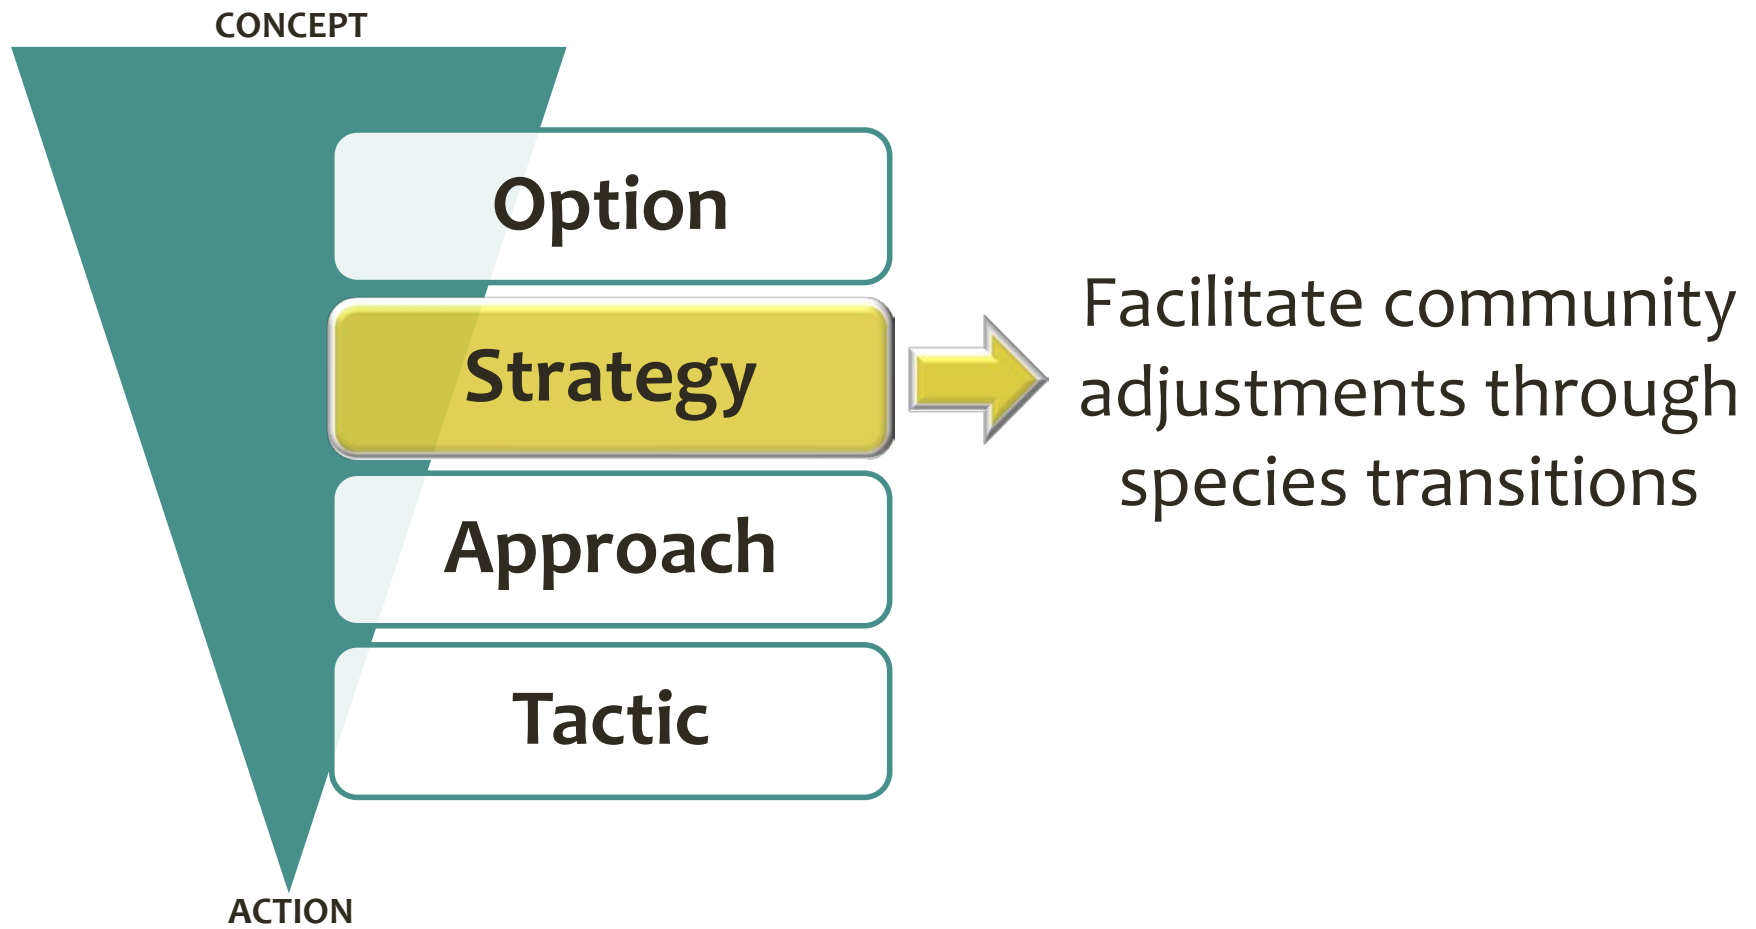 CONCEPT
Option
Strategy
Facilitate community
adjustments through
species transitions
Approach
Tactic
ACTION